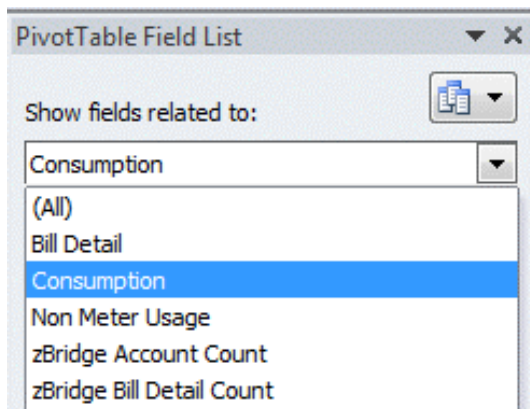 PivotTable Field List
Show fields related to:
Consumption
(All)
Bill Detail
Consumption
Non Meter Usage
zBridge Account Count
zBridge Bill Detail Count